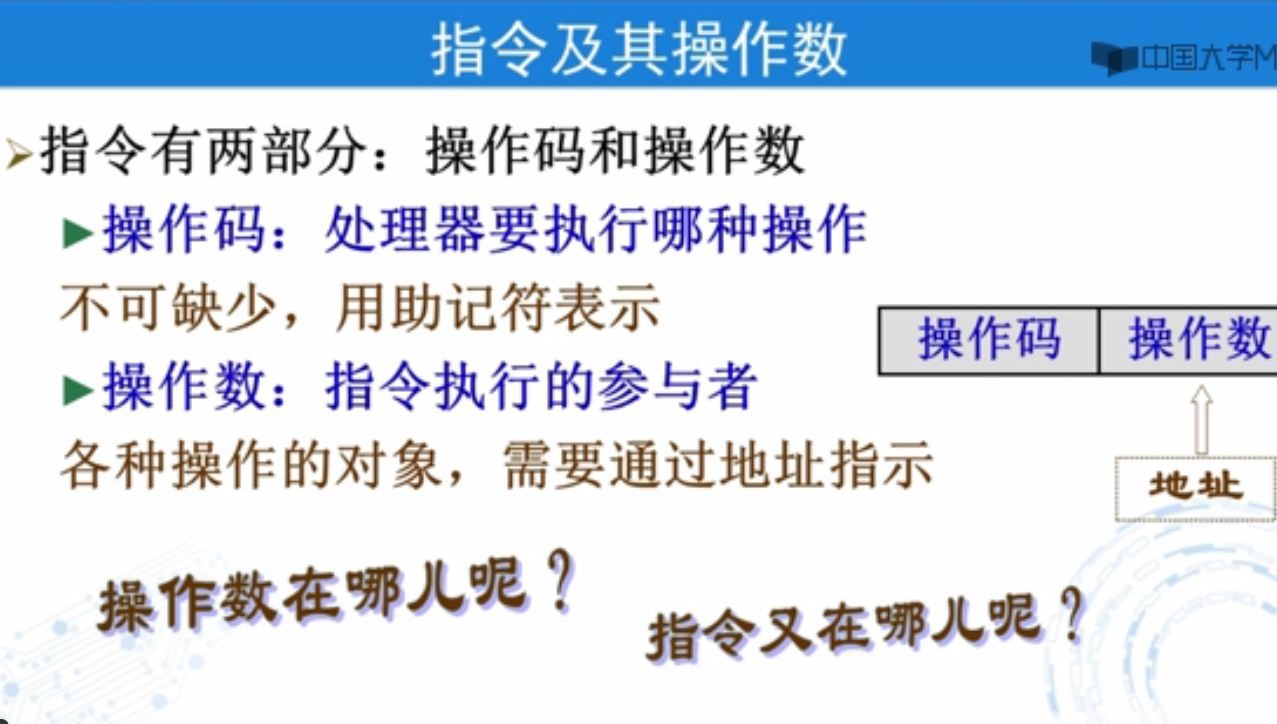 指令及其操作数
中国大学M
指令有两部分：操作码和操作数
操作码：处理器要执行哪种操作
不可缺少，用助记符表示
操作码 操作数
操作数：指令执行的参与者
各种操作的对象，需要通过地址指示
地址
操作数在哪儿呢？
指令又在哪儿呢？